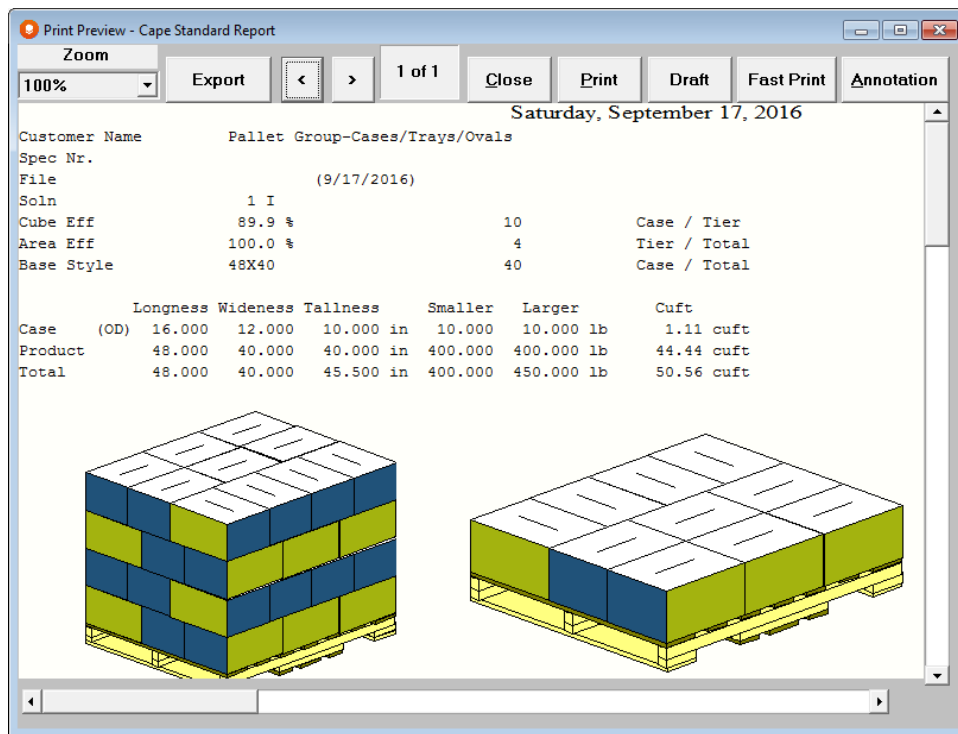 Print Preview - Cape Standard Report
Zoom
100%
Export
<
>
1 of 1
Close
Print
Draft
Fast Print
Annotation
Saturday, September 17, 2016
Customer Name Pallet Group-Cases/Trays/Ovals
Spec Nr.
File (9/17/2016)
Soln 1 I
Cube Eff 89.9 % 10 Case / Tier
Area Eff 100.0 % 4 Tier / Total
Base Style 48X40 40 Case / Total
Longness Wideness Tallness Smaller Larger Cuft
Case (OD) 16.000 12.000 10.000 in 10.000 10.000 lb 1.11 cuft
Product 48.000 40.000 40.000 in 400.000 400.000 lb 44.44 cuft
Total 48.000 40.000 45.500 in 400.000 450.000 lb 50.56 cuft